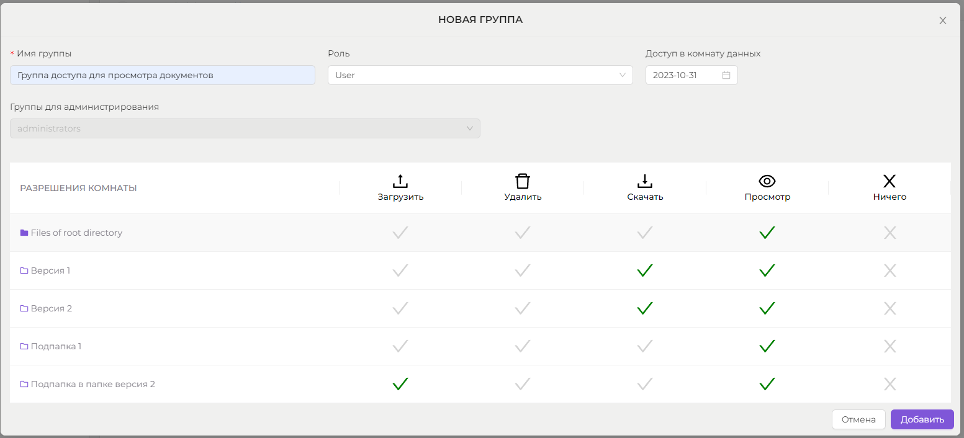 НОВАЯ ГРУППА
* Имя группы
Роль
Доступ в комнату данных
Группа доступа для просмотра документов
User
2023-10-31
Группы для администрирования
administrators
РАЗРЕШЕНИЯ КОМНАТЫ
Загрузить
Удалить
Скачать
Просмотр
Ничего
Files of root directory
Версия 1
Версия 2
Подпапка 1
Подпапка в папке версия 2
Отмена
Добавить